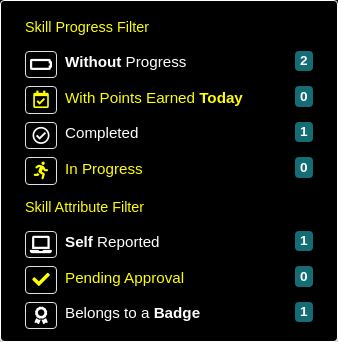 Skill Progress Filter
Without Progress 2
With Points Earned Today 0
Completed 1
In Progress 0
Skill Attribute Filter
Self Reported 1
Pending Approval 0
Belongs to a Badge 1